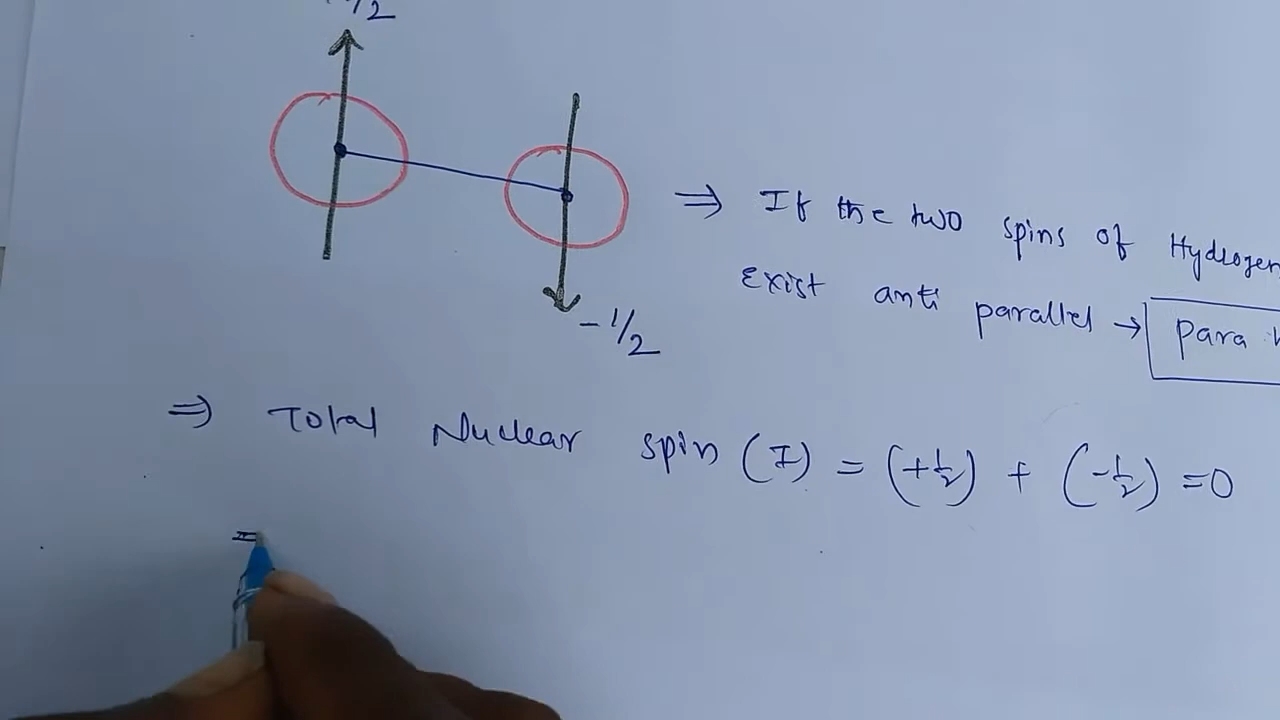 /2
-1/2
⇒ If the two spins of Hydrogen
exist anti parallel → para
⇒ Total Nuclear spin (I) = (+1/2) + (-1/2) = 0
=